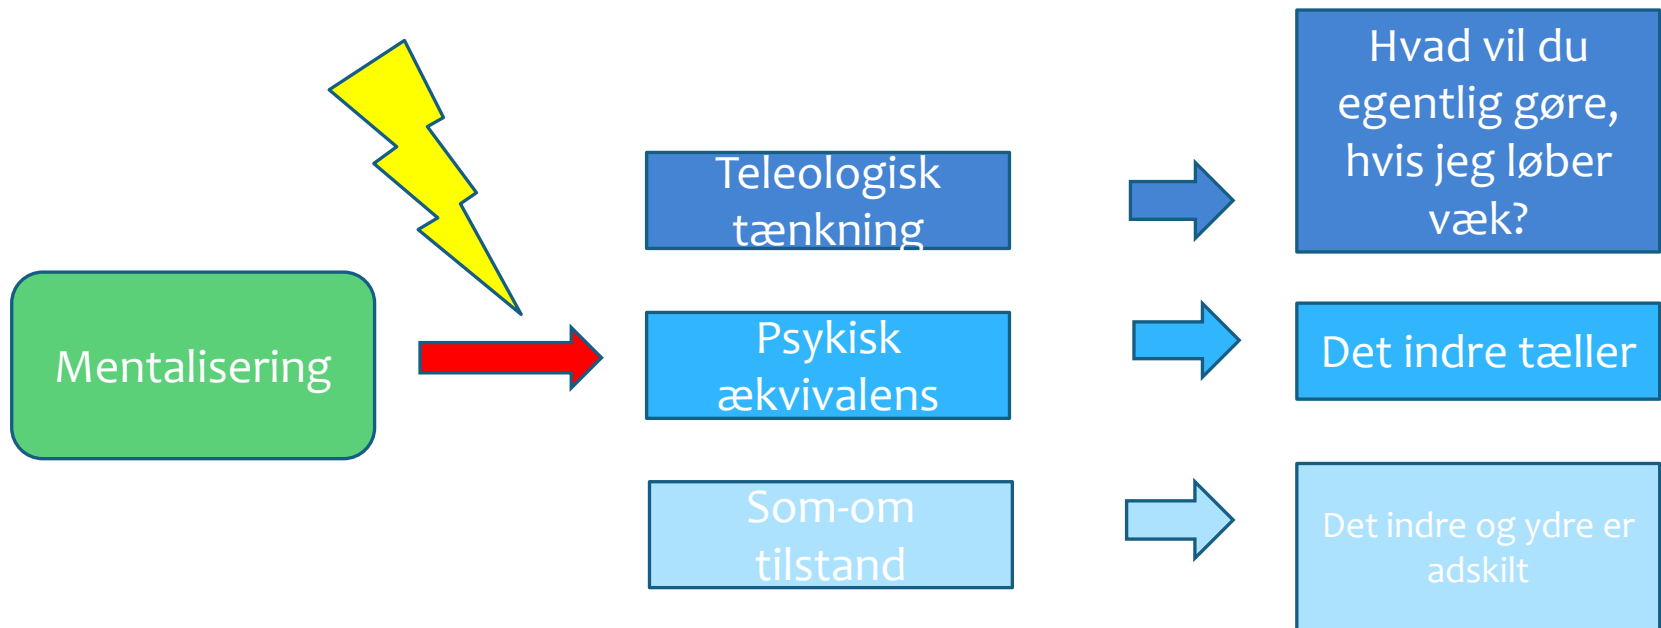 Mentalisering
Teleologisk
tænkning
Hvad vil du
egentlig gøre,
hvis jeg løber
væk?
Psykisk
ækvivalens
Det indre tæller
Som-om
tilstand
Det indre og ydre er
adskilt